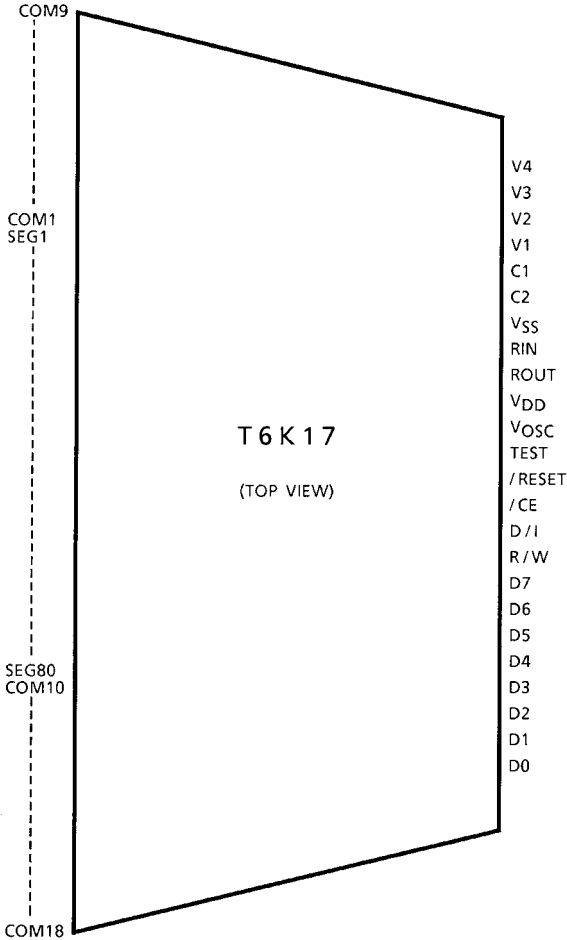 COM9
COM1
SEG1
SEG80
COM10
COM18
T6K17
(TOP VIEW)
V4
V3
V2
V1
C1
C2
VSS
RIN
ROUT
VDD
VOSC
TEST
/RESET
/CE
D/I
R/W
D7
D6
D5
D4
D3
D2
D1
D0